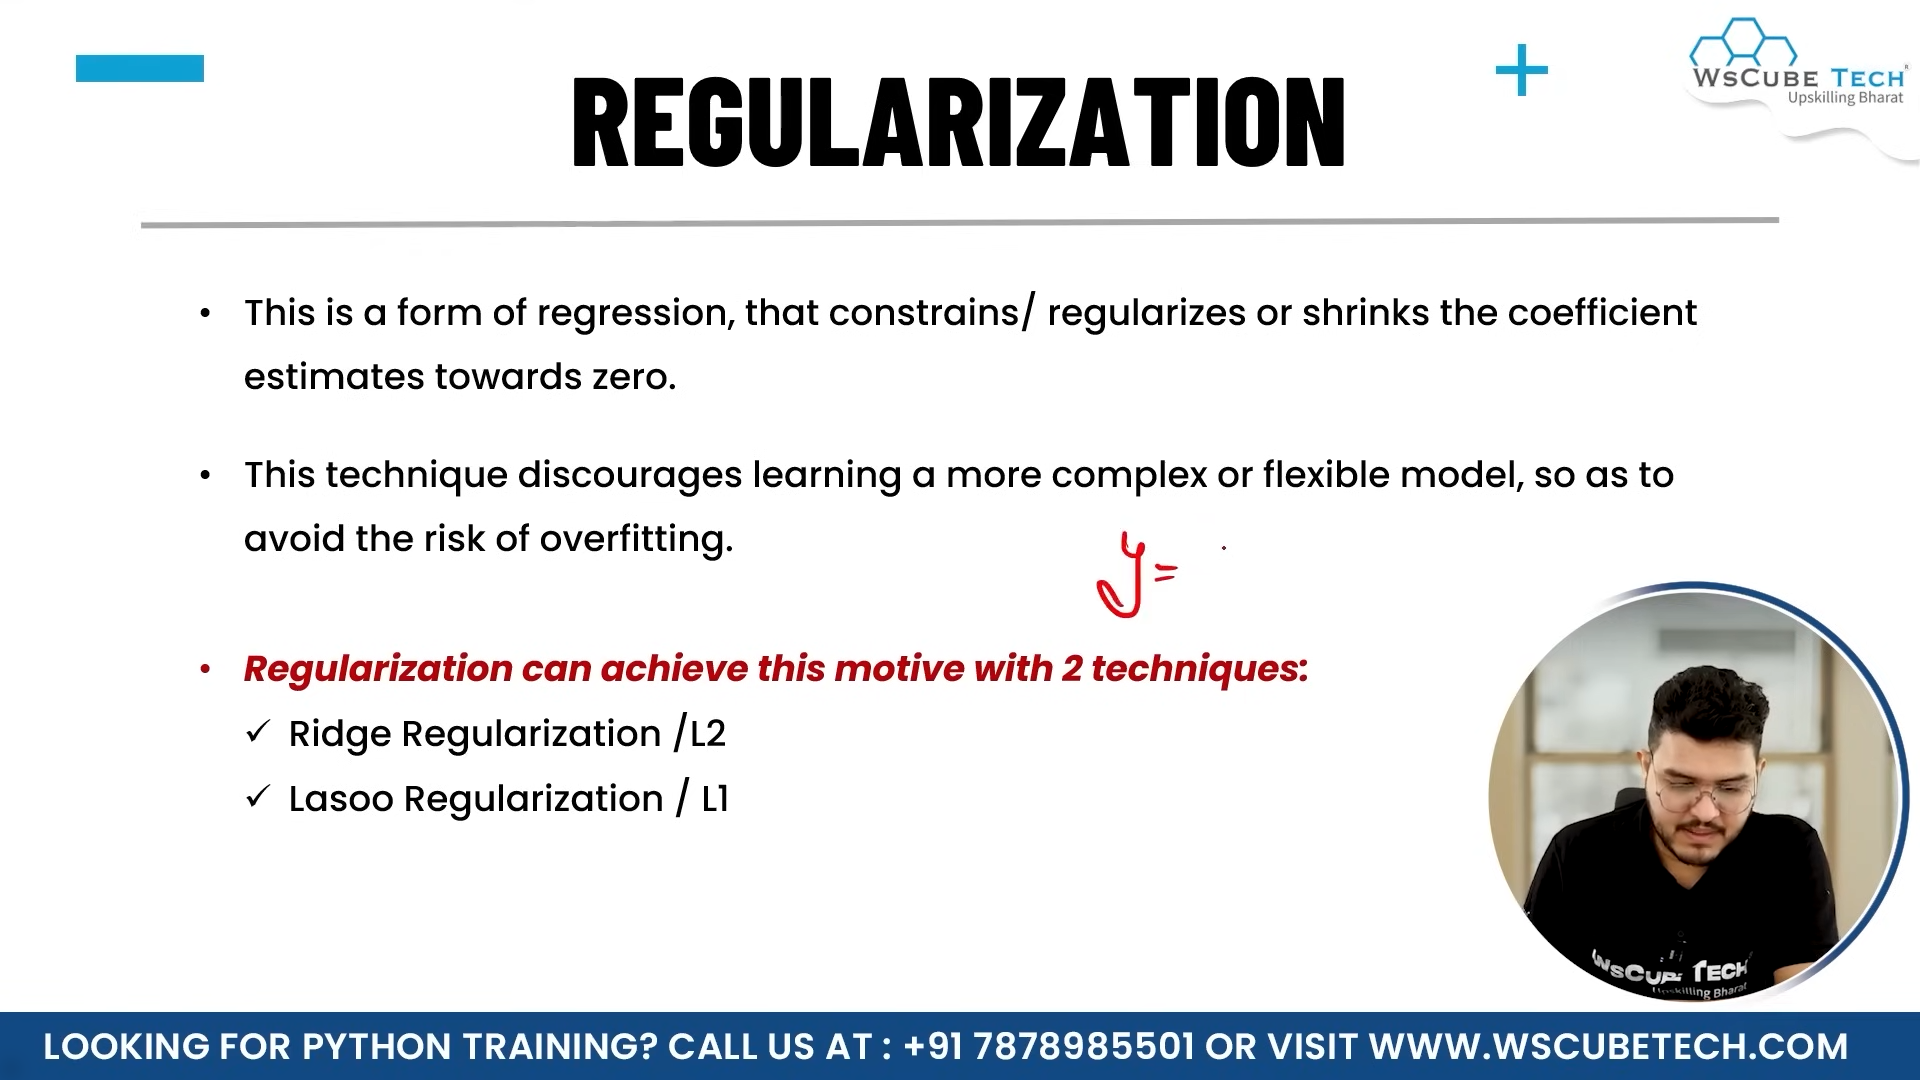 WsCube Tech
Upskilling Bharat
REGULARIZATION
• This is a form of regression, that constrains/ regularizes or shrinks the coefficient
estimates towards zero.
• This technique discourages learning a more complex or flexible model, so as to
avoid the risk of overfitting.
y=
• Regularization can achieve this motive with 2 techniques:
✓ Ridge Regularization /L2
✓ Lasoo Regularization / L1
WsCube Tech
Upskilling Bharat
LOOKING FOR PYTHON TRAINING? CALL US AT : +91 7878985501 OR VISIT WWW.WSCUBETECH.COM